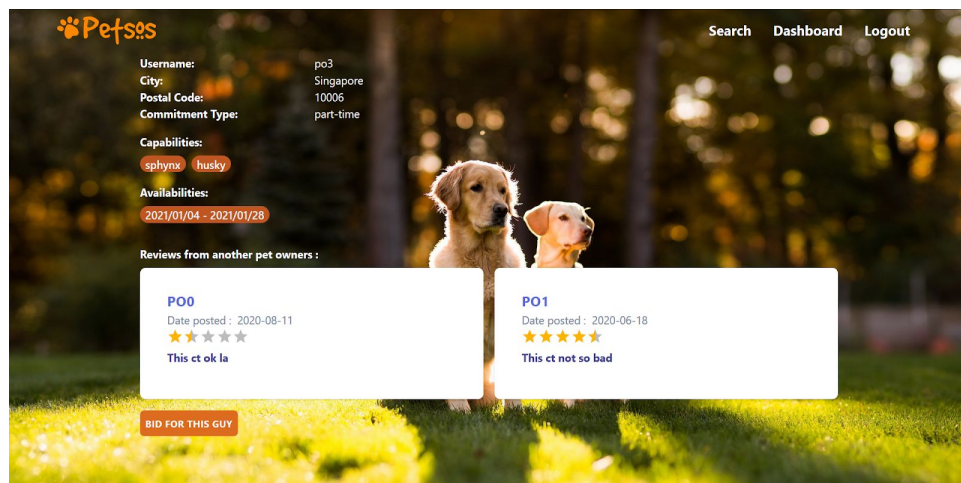 Petsos
Search Dashboard Logout
Username: po3
City: Singapore
Postal Code: 10006
Commitment Type: part-time
Capabilities:
sphynx husky
Availabilities:
2021/01/04 - 2021/01/28
Reviews from another pet owners :
PO0
Date posted : 2020-08-11
This ct ok la
PO1
Date posted : 2020-06-18
This ct not so bad
BID FOR THIS GUY